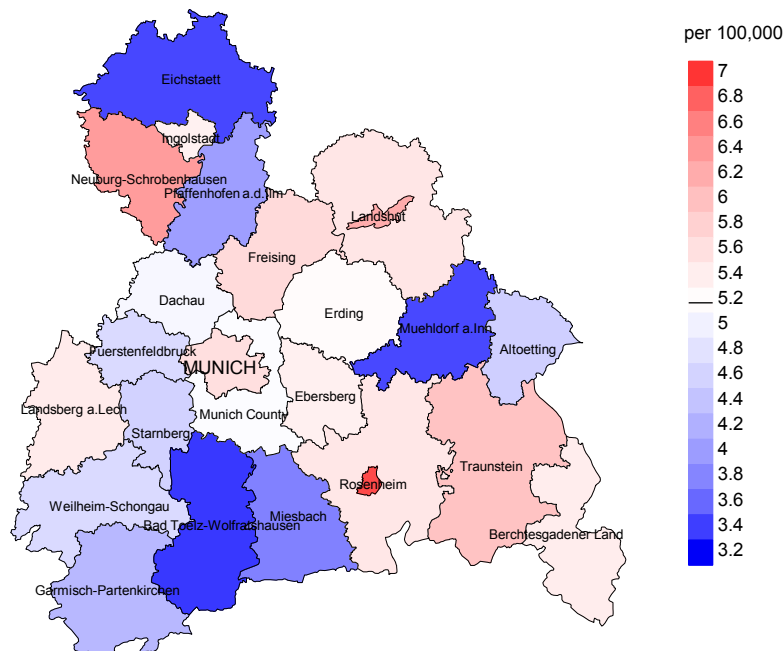 per 100,000
7
6.8
6.6
6.4
6.2
6
5.8
5.6
5.4
5.2
5
4.8
4.6
4.4
4.2
4
3.8
3.6
3.4
3.2
Eichstaett
Ingolstadt
Neuburg-Schrobenhausen
Pfaffenhofen a.d.Ilm
Landshut
Freising
Dachau
Erding
Muehldorf a.Inn
Altoetting
Fuerstenfeldbruck
MUNICH
Ebersberg
Landsberg a.Lech
Munich County
Starnberg
Traunstein
Rosenheim
Weilheim-Schongau
Miesbach
Bad Toelz-Wolfratshausen
Berchtesgadener Land
Garmisch-Partenkirchen